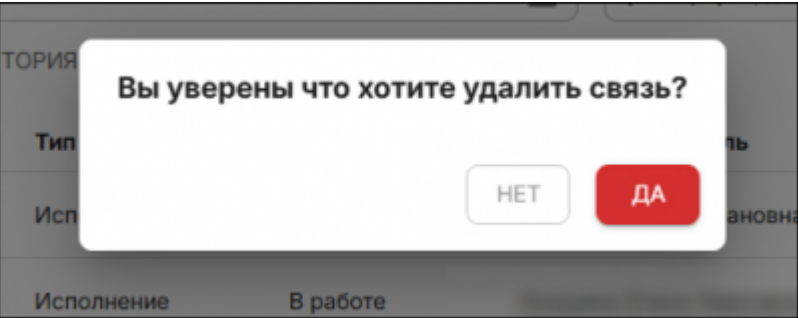 ТОРИЯ
Вы уверены что хотите удалить связь?
Тип
ль
НЕТ
ДА
Исп
ановна
Исполнение
В работе